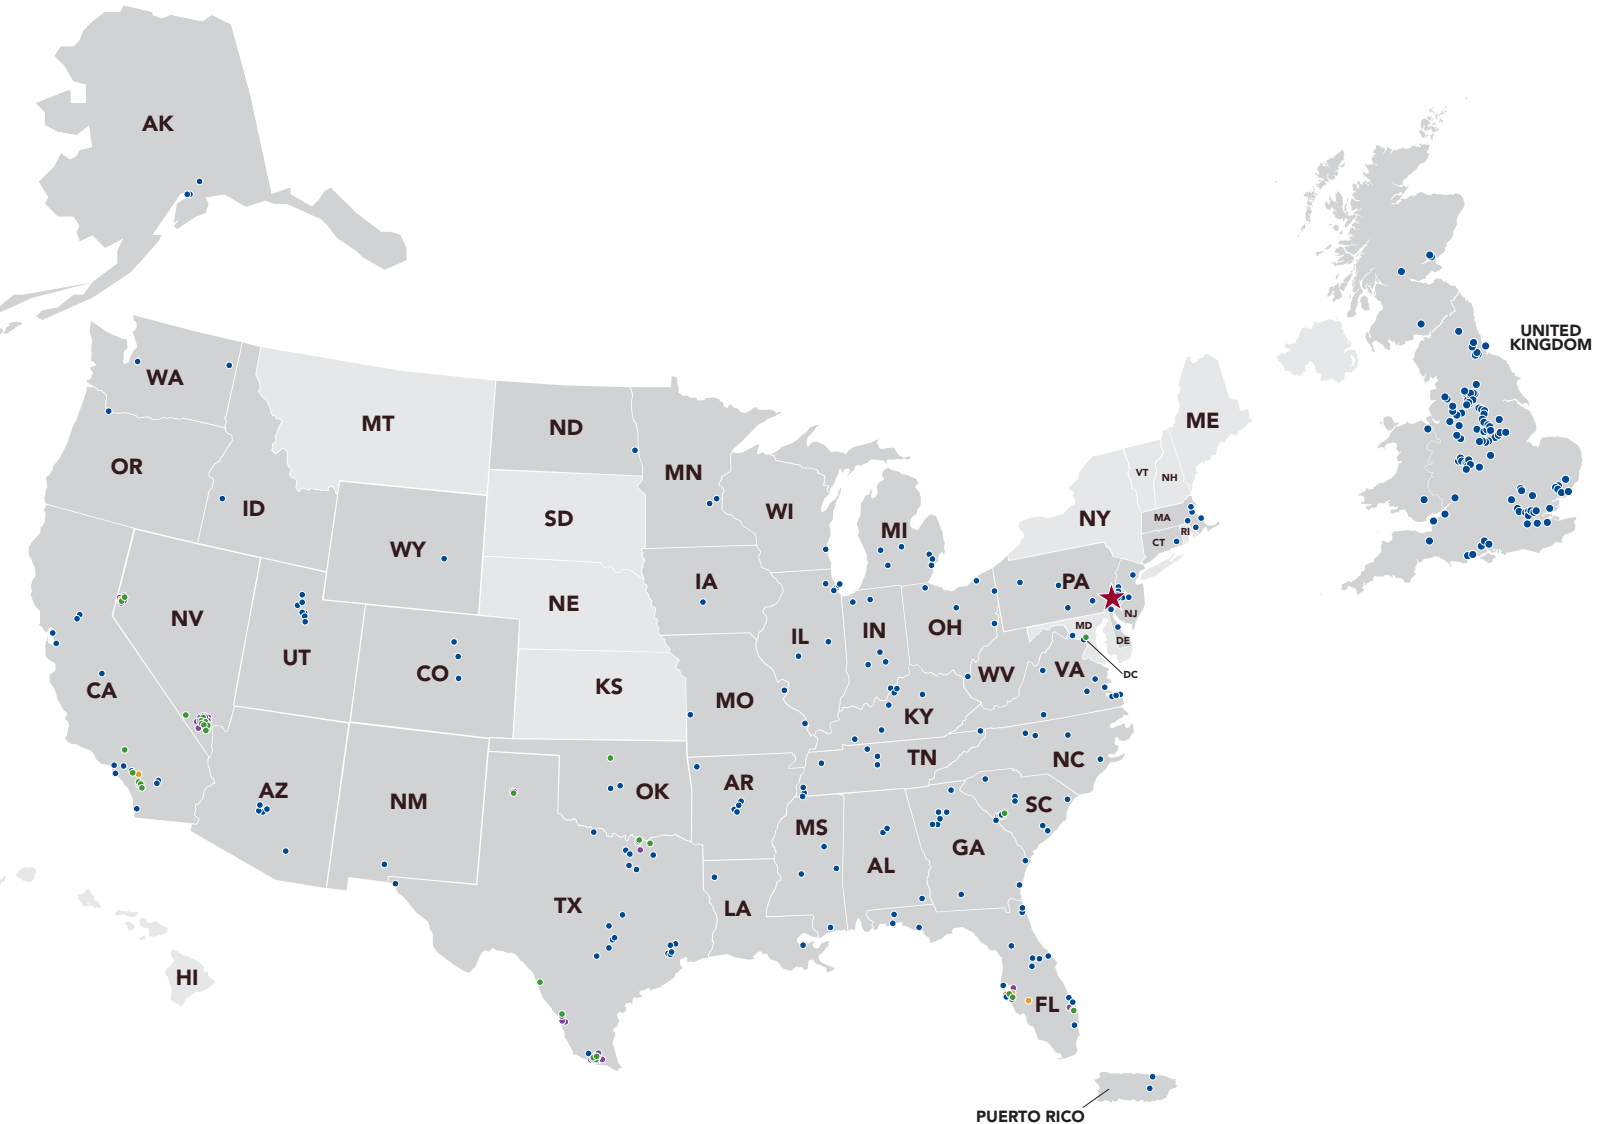 AK
UNITED
KINGDOM
WA
MT
ND
MN
ME
OR
VT
NH
ID
SD
WI
NY
MA
MI
RI
WY
CT
IA
PA
NE
NV
NJ
UT
IL
IN
OH
MD
DE
CO
WV
VA
DC
CA
KS
MO
KY
TN
NC
AZ
NM
OK
AR
SC
MS
GA
AL
TX
LA
HI
FL
PUERTO RICO